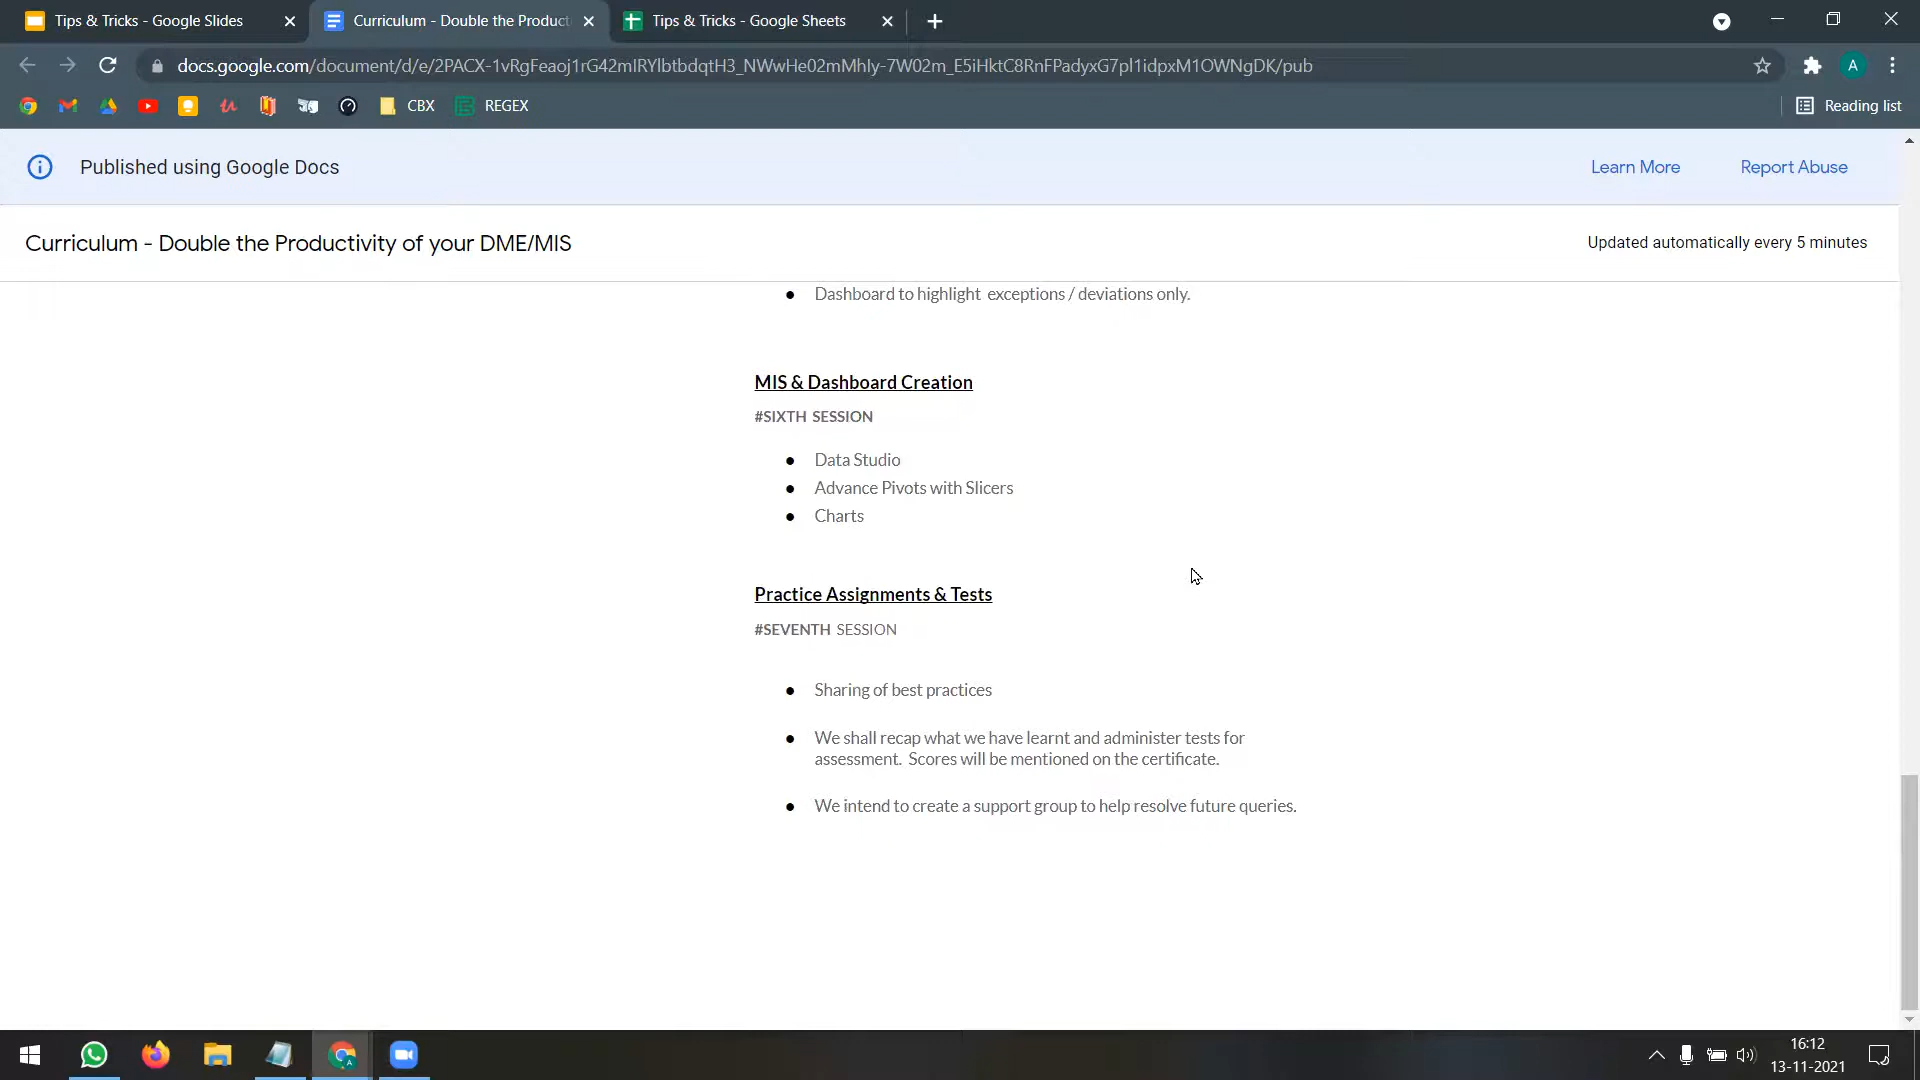 Tips & Tricks - Google Slides
Curriculum - Double the Product
Tips & Tricks - Google Sheets
docs.google.com/document/d/e/2PACX-1vRgFeaoj1rG42mIRYlbtbdqtH3_NWwHe02mMhIy-7W02m_E5iHktC8RnFPadyxG7pl1idpxM1OWNgDK/pub
A
CBX
REGEX
Reading list
Published using Google Docs
Learn More
Report Abuse
Curriculum - Double the Productivity of your DME/MIS
Updated automatically every 5 minutes
● Dashboard to highlight exceptions / deviations only.
MIS & Dashboard Creation
#SIXTH SESSION
● Data Studio
● Advance Pivots with Slicers
● Charts
Practice Assignments & Tests
#SEVENTH SESSION
● Sharing of best practices
● We shall recap what we have learnt and administer tests for
assessment. Scores will be mentioned on the certificate.
● We intend to create a support group to help resolve future queries.
16:12
13-11-2021